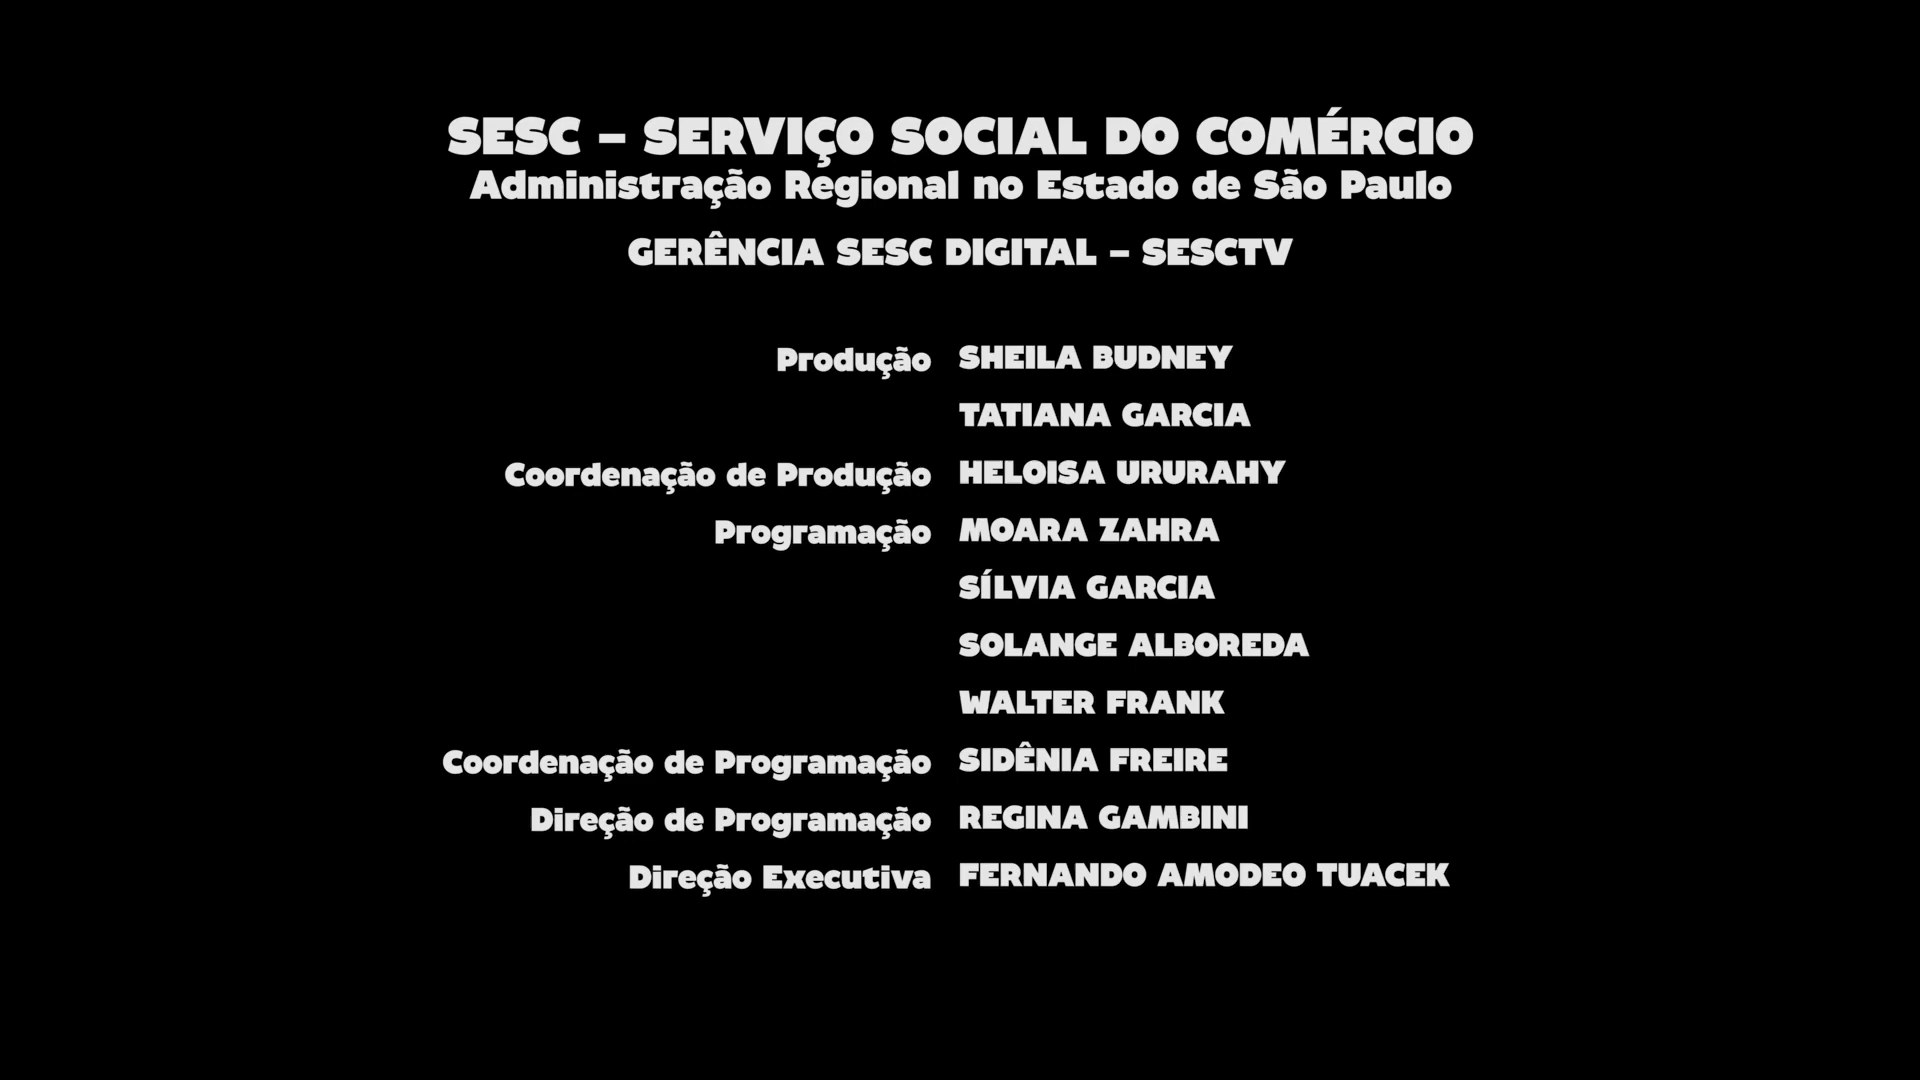 SESC – SERVIÇO SOCIAL DO COMÉRCIO
Administração Regional no Estado de São Paulo
GERÊNCIA SESC DIGITAL – SESCTV
Produção SHEILA BUDNEY
TATIANA GARCIA
Coordenação de Produção HELOISA URURAHY
Programação MOARA ZAHRA
SÍLVIA GARCIA
SOLANGE ALBOREDA
WALTER FRANK
Coordenação de Programação SIDÊNIA FREIRE
Direção de Programação REGINA GAMBINI
Direção Executiva FERNANDO AMODEO TUACEK